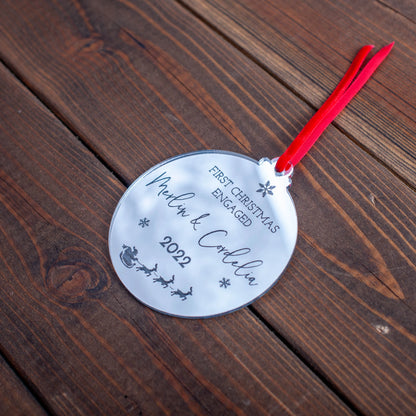 FIRST CHRISTMAS
ENGAGED
Merlin & Cordelia
2022